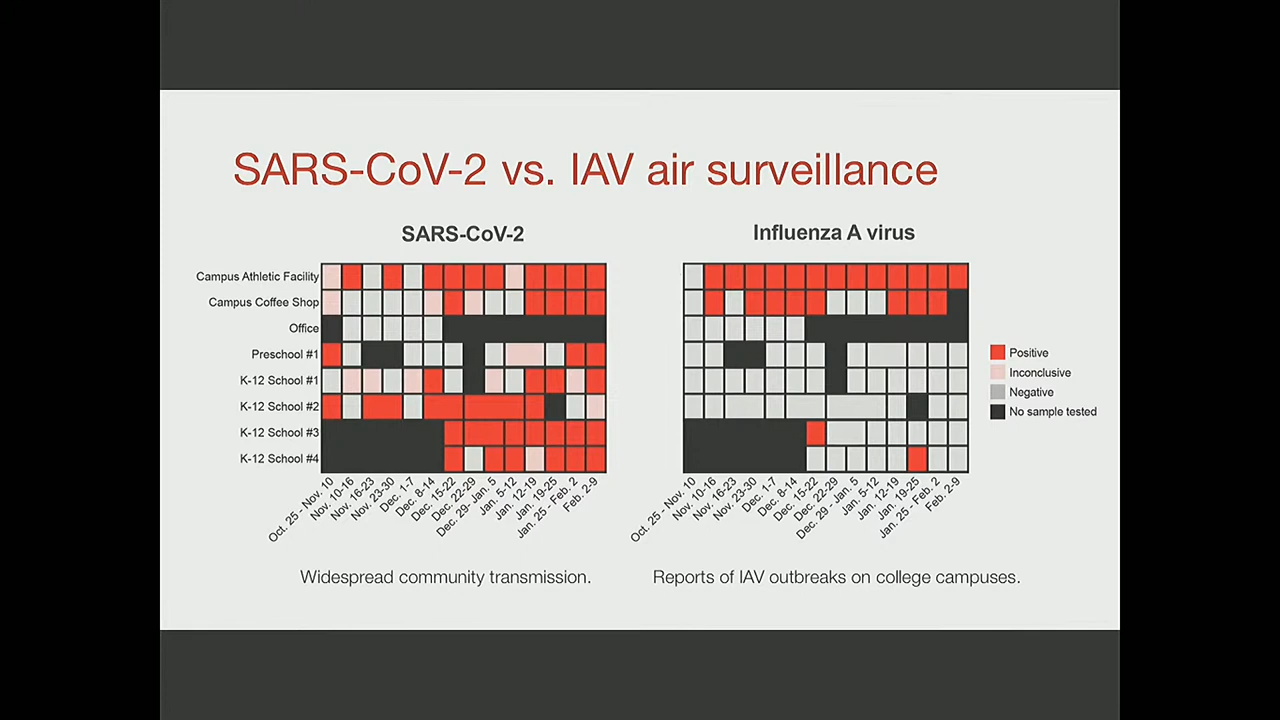 SARS-CoV-2 vs. IAV air surveillance
SARS-CoV-2
Influenza A virus
Campus Athletic Facility
Campus Coffee Shop
Office
Preschool #1
K-12 School #1
K-12 School #2
K-12 School #3
K-12 School #4
Positive
Inconclusive
Negative
No sample tested
Oct. 25 - Nov. 10
Nov. 10-16
Nov. 16-23
Nov. 23-30
Dec. 1-7
Dec. 8-14
Dec. 15-22
Dec. 22-29
Dec. 29- Jan. 5
Jan. 5-12
Jan. 12-19
Jan. 19-25
Jan. 25 - Feb. 2
Feb. 2-9
Oct. 25 - Nov. 10
Nov. 10-16
Nov. 16-23
Nov. 23-30
Dec. 1-7
Dec. 8-14
Dec. 15-22
Dec. 22-29
Dec. 29 - Jan. 5
Jan. 5-12
Jan. 12-19
Jan. 19-25
Jan. 25 - Feb. 2
Feb. 2-9
Widespread community transmission.
Reports of IAV outbreaks on college campuses.